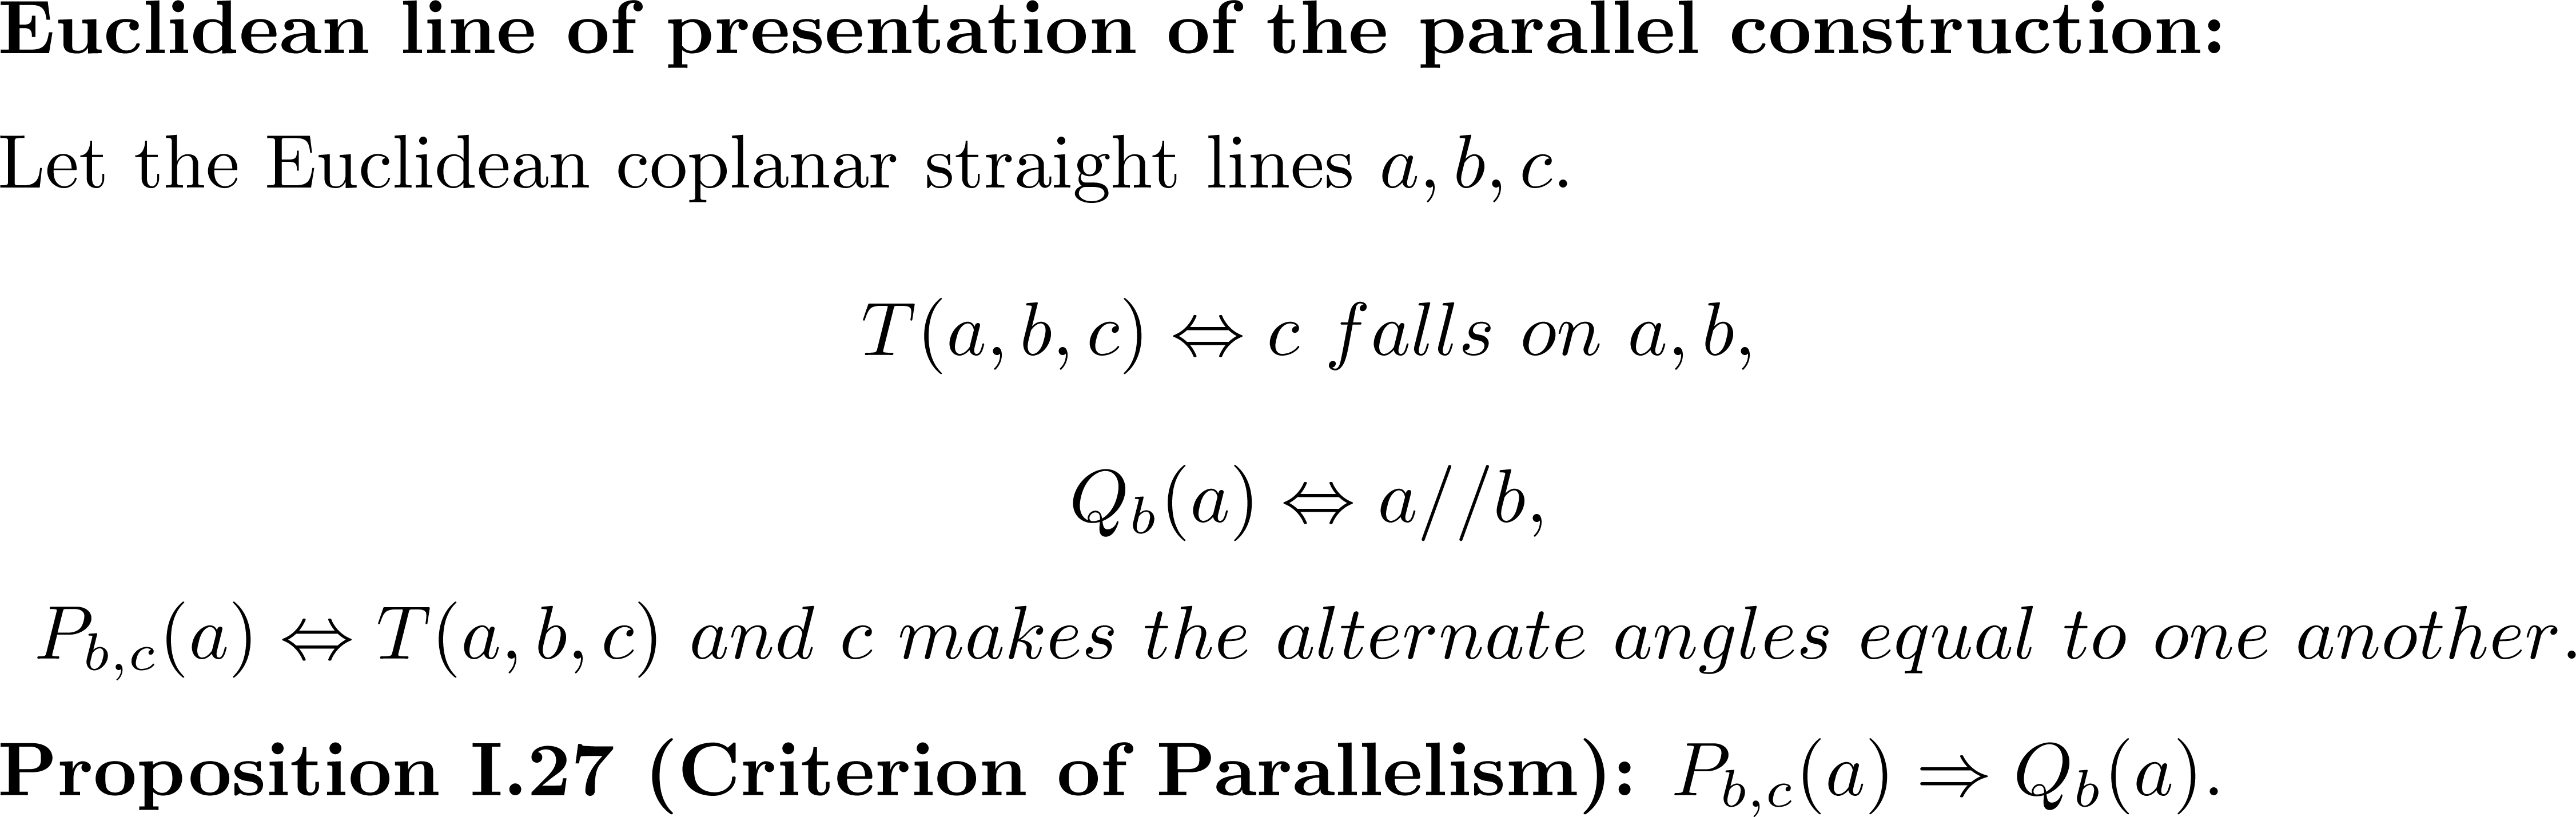 Euclidean line of presentation of the parallel construction:
Let the Euclidean coplanar straight lines a, b, c.
T(a, b, c) ⇔ c falls on a, b,
Q_b(a) ⇔ a//b,
P_{b,c}(a) ⇔ T(a, b, c) and c makes the alternate angles equal to one another.
Proposition I.27 (Criterion of Parallelism): P_{b,c}(a) ⇒ Q_b(a).